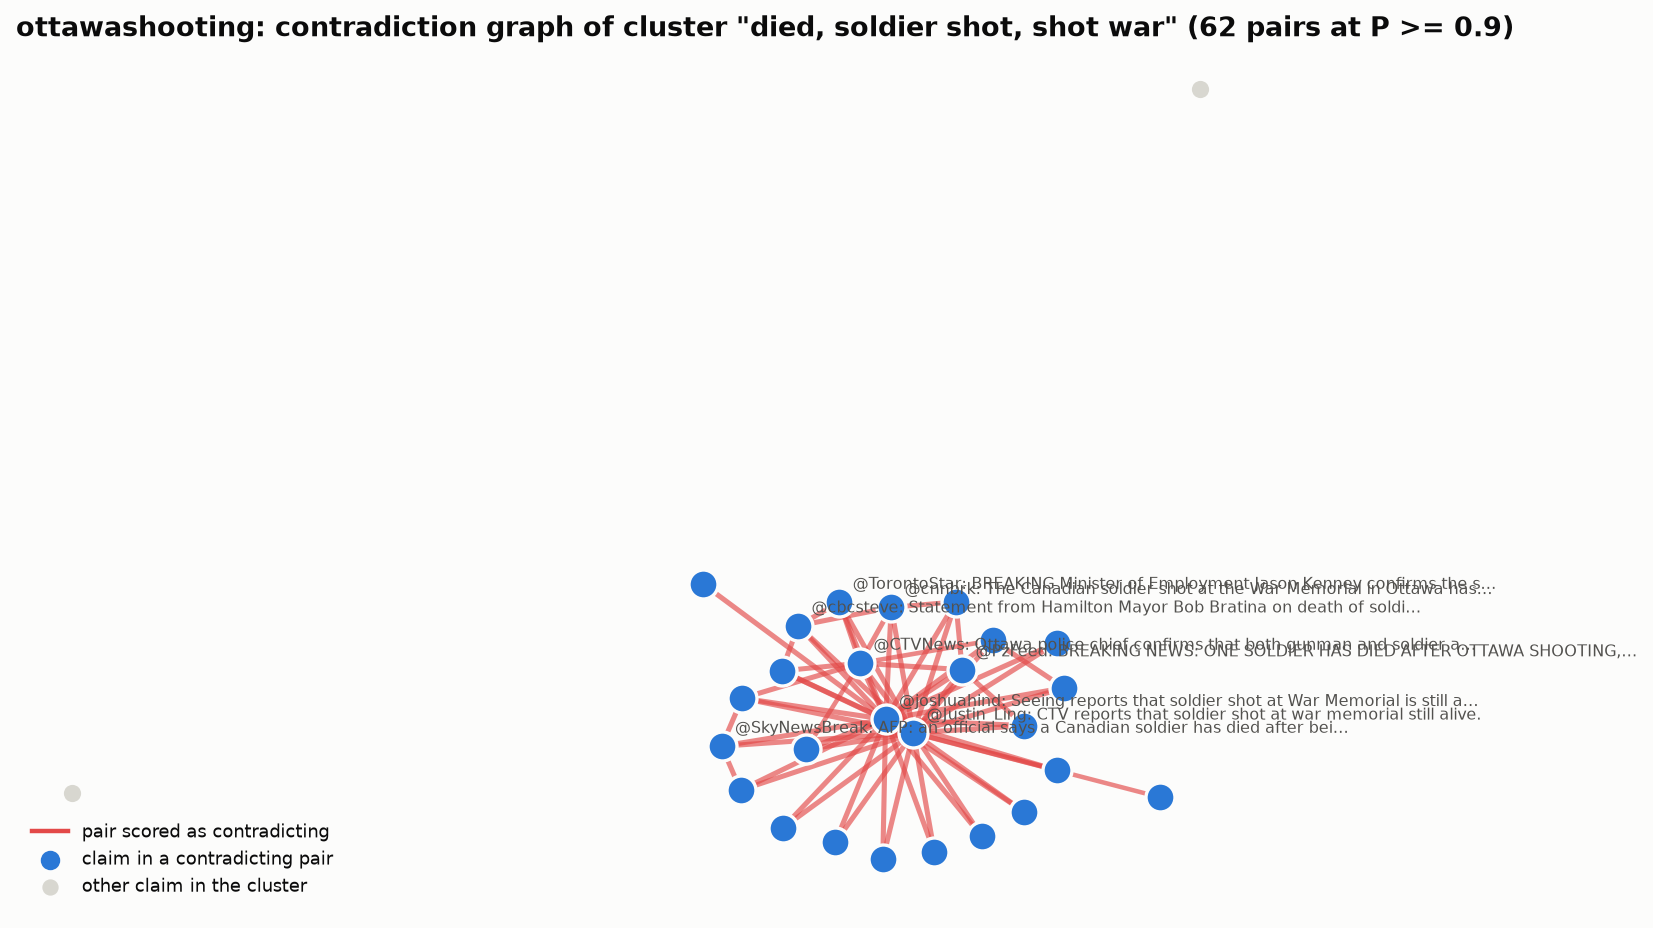 ottawashooting: contradiction graph of cluster "died, soldier shot, shot war" (62 pairs at P >= 0.9)
@TorontoStar: BREAKING Minister of Employment Jason Kenney confirms the s...
@cnnbrk: The Canadian soldier shot at the War Memorial in Ottawa has...
@cbcsteve: Statement from Hamilton Mayor Bob Bratina on death of soldi...
@CTVNews: Ottawa police chief confirms that both gunman and soldier a...
BREAKING NEWS: ONE SOLDIER HAS DIED AFTER OTTAWA SHOOTING,...
@joshuahind: Seeing reports that soldier shot at War Memorial is still a...
@Justin_Ling: CTV reports that soldier shot at war memorial still alive.
@SkyNewsBreak: AFP: an official says a Canadian soldier has died after bei...
pair scored as contradicting
claim in a contradicting pair
other claim in the cluster